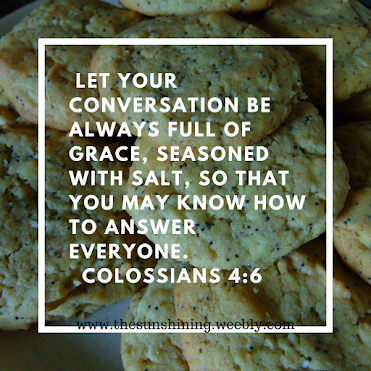 LET YOUR
CONVERSATION BE
ALWAYS FULL OF
GRACE, SEASONED
WITH SALT, SO THAT
YOU MAY KNOW HOW
TO ANSWER
EVERYONE.
COLOSSIANS 4:6
www.thesunshining.weebly.com